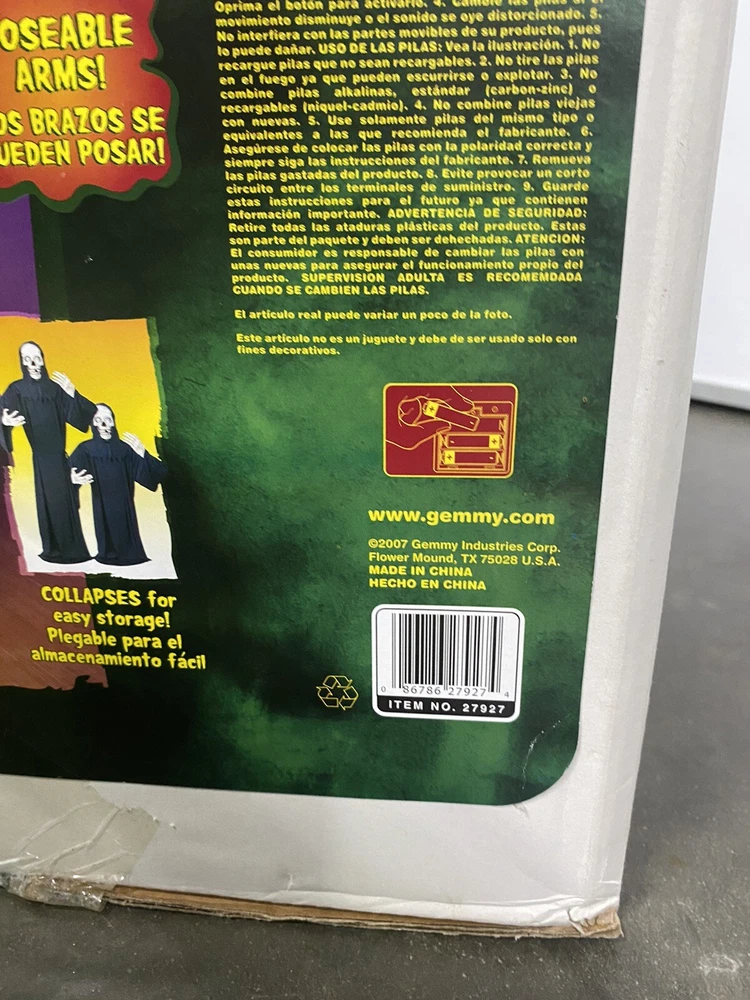 OSEABLE
ARMS!
OS BRAZOS SE
UEDEN POSAR!
Oprima el botón para activarlo. 4. Cambie las pilas si el
movimiento disminuye o el sonido se oye distorcionado. 5.
No interfiera con las partes movibles de su producto, pues
lo puede dañar. USO DE LAS PILAS: Vea la ilustración. 1. No
recargue pilas que no sean recargables. 2. No tire las pilas
en el fuego ya que pueden escurrirse o explotar. 3. No
combine pilas alkalinas, estándar (carbon-zinc) o
recargables (niquel-cadmio). 4. No combine pilas viejas
con nuevas. 5. Use solamente pilas del mismo tipo o
equivalentes a las que recomienda el fabricante. 6.
Asegúrese de colocar las pilas con la polaridad correcta y
siempre siga las instrucciones del fabricante. 7. Remueva
las pilas gastadas del producto. 8. Evite provocar un corto
circuito entre los terminales de suministro. 9. Guarde
estas instrucciones para el futuro ya que contienen
información importante. ADVERTENCIA DE SEGURIDAD:
Retire todas las ataduras plásticas del producto. Estas
son parte del paquete y deben ser dehechadas. ATENCION:
El consumidor es responsable de cambiar las pilas con
unas nuevas para asegurar el funcionamiento propio del
producto. SUPERVISION ADULTA ES RECOMEMDADA
CUANDO SE CAMBIEN LAS PILAS.
El artículo real puede variar un poco de la foto.
Este artículo no es un juguete y debe de ser usado solo con
fines decorativos.
www.gemmy.com
©2007 Gemmy Industries Corp.
Flower Mound, TX 75028 U.S.A.
MADE IN CHINA
HECHO EN CHINA
COLLAPSES for
easy storage!
Plegable para el
almacenamiento fácil
0 86786 27927 4
ITEM NO. 27927